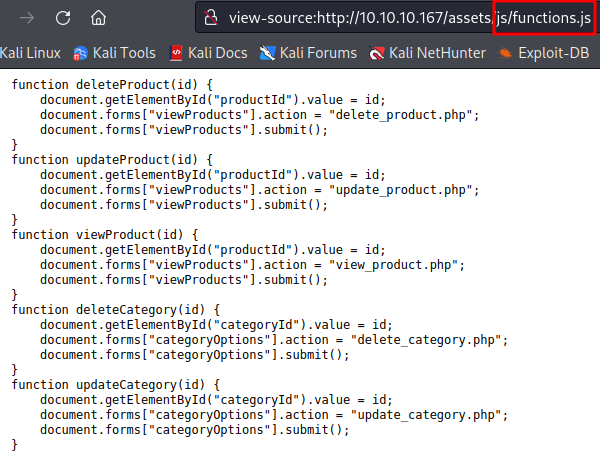 view-source:http://10.10.10.167/assets/js/functions.js
Kali Linux Kali Tools Kali Docs Kali Forums Kali NetHunter Exploit-DB
function deleteProduct(id) {
    document.getElementById("productId").value = id;
    document.forms["viewProducts"].action = "delete_product.php";
    document.forms["viewProducts"].submit();
}
function updateProduct(id) {
    document.getElementById("productId").value = id;
    document.forms["viewProducts"].action = "update_product.php";
    document.forms["viewProducts"].submit();
}
function viewProduct(id) {
    document.getElementById("productId").value = id;
    document.forms["viewProducts"].action = "view_product.php";
    document.forms["viewProducts"].submit();
}
function deleteCategory(id) {
    document.getElementById("categoryId").value = id;
    document.forms["categoryOptions"].action = "delete_category.php";
    document.forms["categoryOptions"].submit();
}
function updateCategory(id) {
    document.getElementById("categoryId").value = id;
    document.forms["categoryOptions"].action = "update_category.php";
    document.forms["categoryOptions"].submit();
}